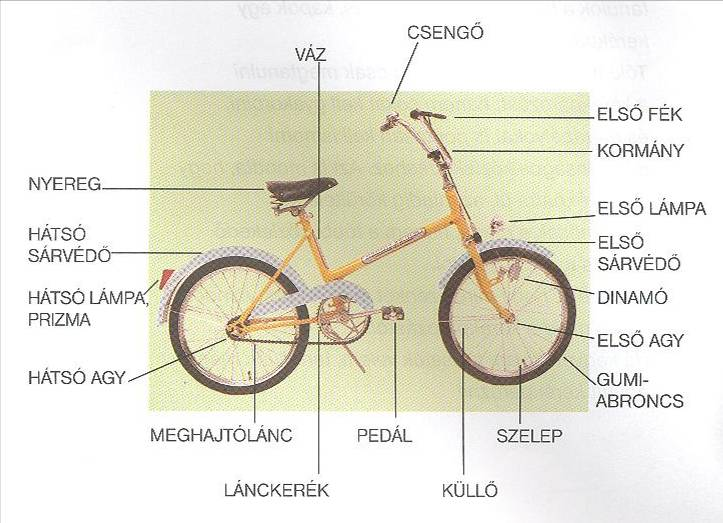 CSENGŐ
VÁZ
ELSŐ FÉK
KORMÁNY
NYEREG
ELSŐ LÁMPA
HÁTSÓ
SÁRVÉDŐ
ELSŐ
SÁRVÉDŐ
HÁTSÓ LÁMPA,
PRIZMA
DINAMÓ
ELSŐ AGY
HÁTSÓ AGY
GUMI-
ABRONCS
MEGHAJTÓLÁNC
PEDÁL
SZELEP
LÁNCKERÉK
KÜLLŐ